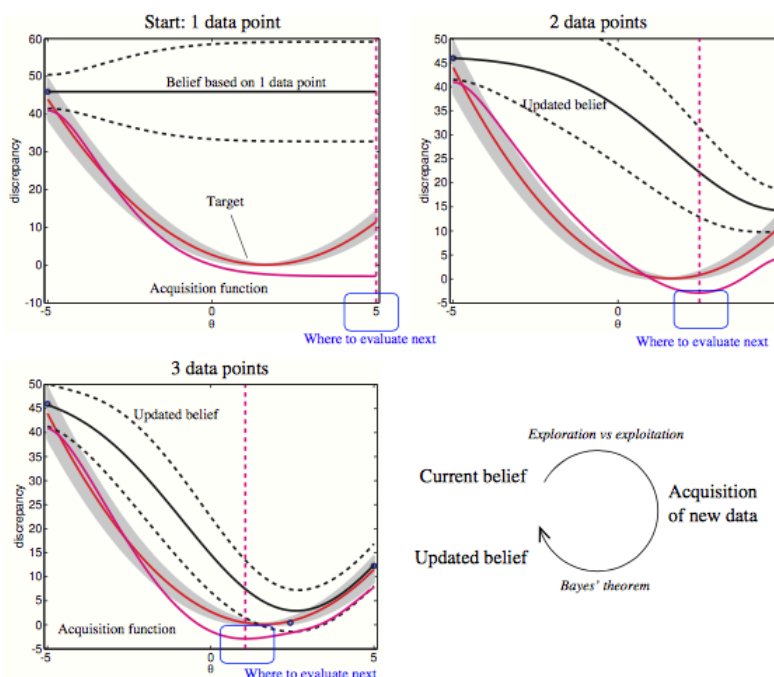 Start: 1 data point
60
50
40
30
20
10
0
-10
discrepancy
Belief based on 1 data point
Target
Acquisition function
-5
0
5
θ
Where to evaluate next
2 data points
50
45
40
35
30
25
20
15
10
5
0
-5
discrepancy
Updated belief
-5
0
θ
Where to evaluate next
3 data points
50
45
40
35
30
25
20
15
10
5
0
-5
discrepancy
Updated belief
Acquisition function
-5
0
5
θ
Where to evaluate next
Exploration vs exploitation
Current belief
Acquisition
of new data
Updated belief
Bayes' theorem